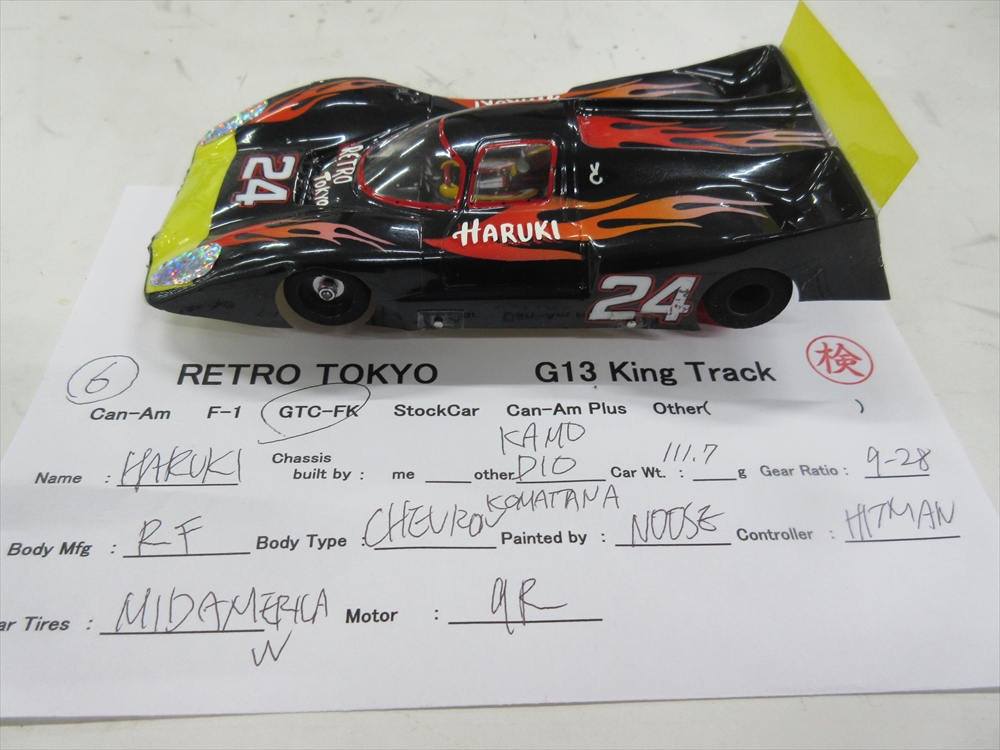 HARUKI
24
RETRO
TOKYO
R
HARUKI
24
6 RETRO TOKYO G13 King Track 検
Can-Am F-1 GTC-FK StockCar Can-Am Plus Other( )
Name : HARUKI Chassis built by : me other KAMO DIO KOMATANA Car Wt. : 111.7 g Gear Ratio : 9-28
Body Mfg : RF Body Type : CHEVRON Painted by : NOOSE Controller : HITMAN
ar Tires : MIDAMERICA W Motor : 9R